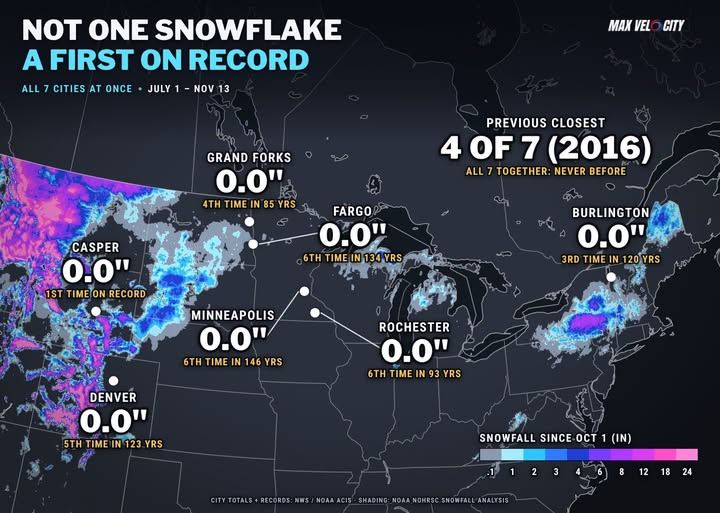 NOT ONE SNOWFLAKE
A FIRST ON RECORD
ALL 7 CITIES AT ONCE • JULY 1 – NOV 13
MAX VELOCITY
PREVIOUS CLOSEST
4 OF 7 (2016)
ALL 7 TOGETHER: NEVER BEFORE
GRAND FORKS
0.0"
4TH TIME IN 85 YRS
FARGO
0.0"
6TH TIME IN 134 YRS
BURLINGTON
0.0"
3RD TIME IN 120 YRS
CASPER
0.0"
1ST TIME ON RECORD
MINNEAPOLIS
0.0"
6TH TIME IN 146 YRS
ROCHESTER
0.0"
6TH TIME IN 93 YRS
DENVER
0.0"
5TH TIME IN 123 YRS
SNOWFALL SINCE OCT 1 (IN)
.1 1 2 3 4 6 8 12 18 24
CITY TOTALS + RECORDS: NWS / NOAA ACIS · SHADING: NOAA NOHRSC SNOWFALL ANALYSIS